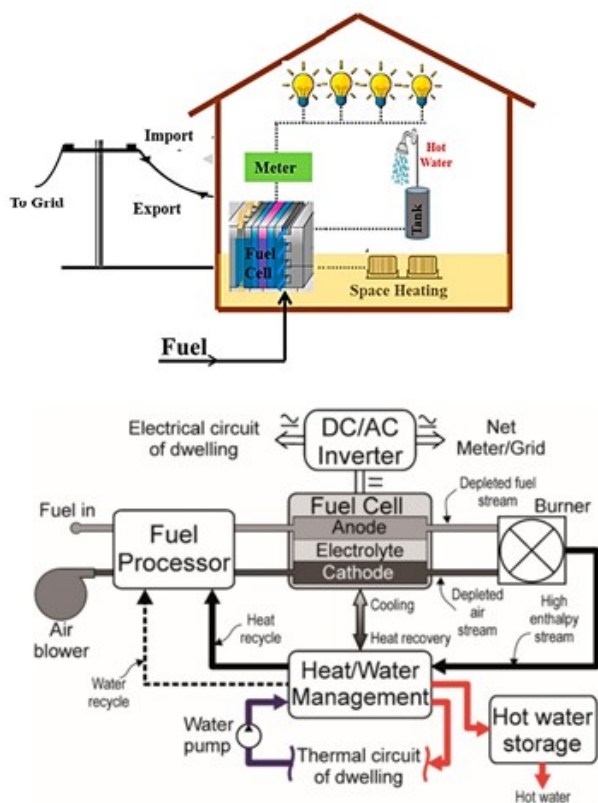 Import
To Grid
Export
Meter
Hot
Water
Tank
Fuel
Cell
Space Heating
Fuel
Electrical circuit
of dwelling
DC/AC
Inverter
Net
Meter/Grid
Fuel in
Fuel
Processor
Fuel Cell
Anode
Electrolyte
Cathode
Depleted fuel
stream
Burner
Air
blower
Heat
recycle
Water
recycle
Cooling
Heat recovery
Depleted air
stream
High
enthalpy
stream
Heat/Water
Management
Water
pump
Thermal circuit
of dwelling
Hot water
storage
Hot water